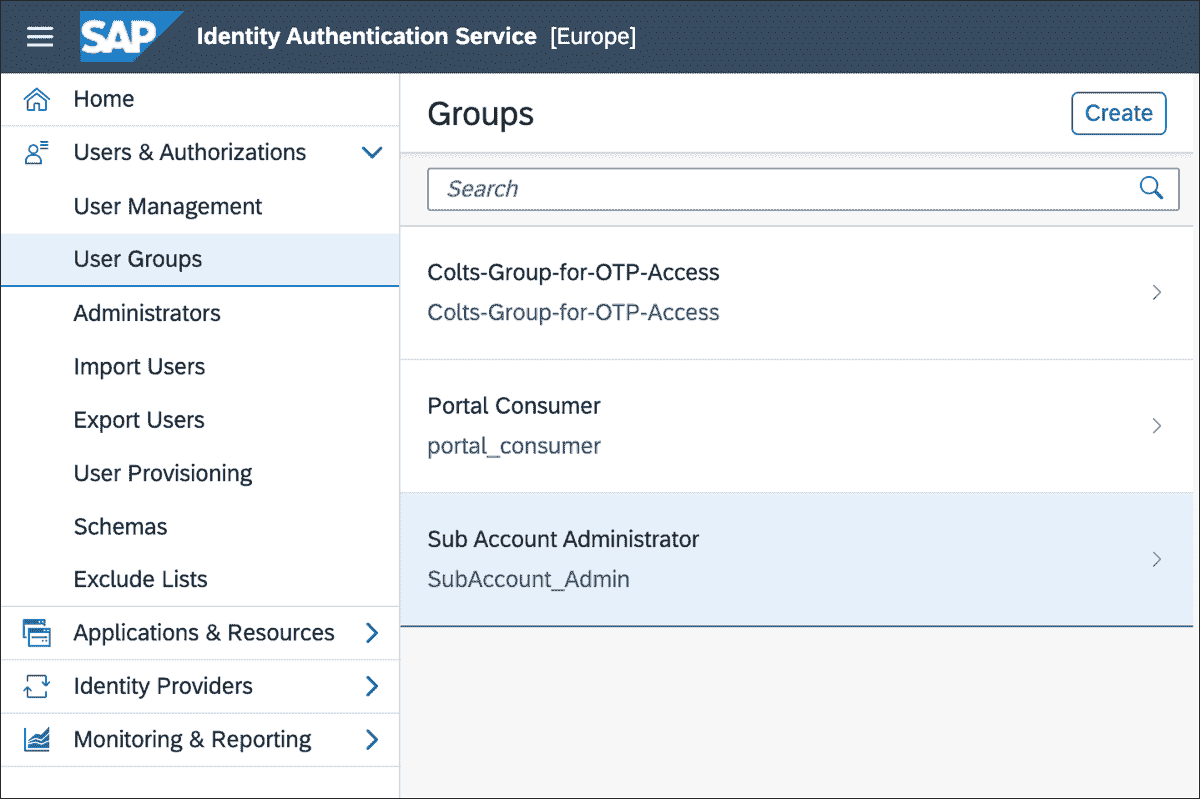 SAP Identity Authentication Service [Europe]
Home
Users & Authorizations
User Management
User Groups
Administrators
Import Users
Export Users
User Provisioning
Schemas
Exclude Lists
Applications & Resources
Identity Providers
Monitoring & Reporting
Groups
Create
Search
Colts-Group-for-OTP-Access
Colts-Group-for-OTP-Access
Portal Consumer
portal_consumer
Sub Account Administrator
SubAccount_Admin